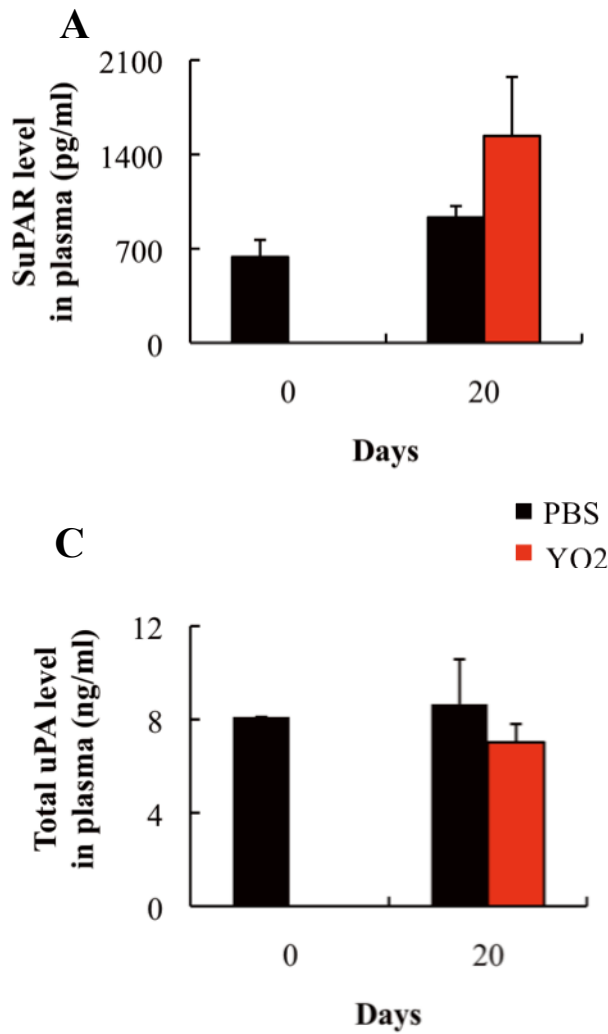 A
SuPAR level
in plasma (pg/ml)
2100
1400
700
0
0 20
Days
PBS
YO2
C
Total uPA level
in plasma (ng/ml)
12
8
4
0
0 20
Days